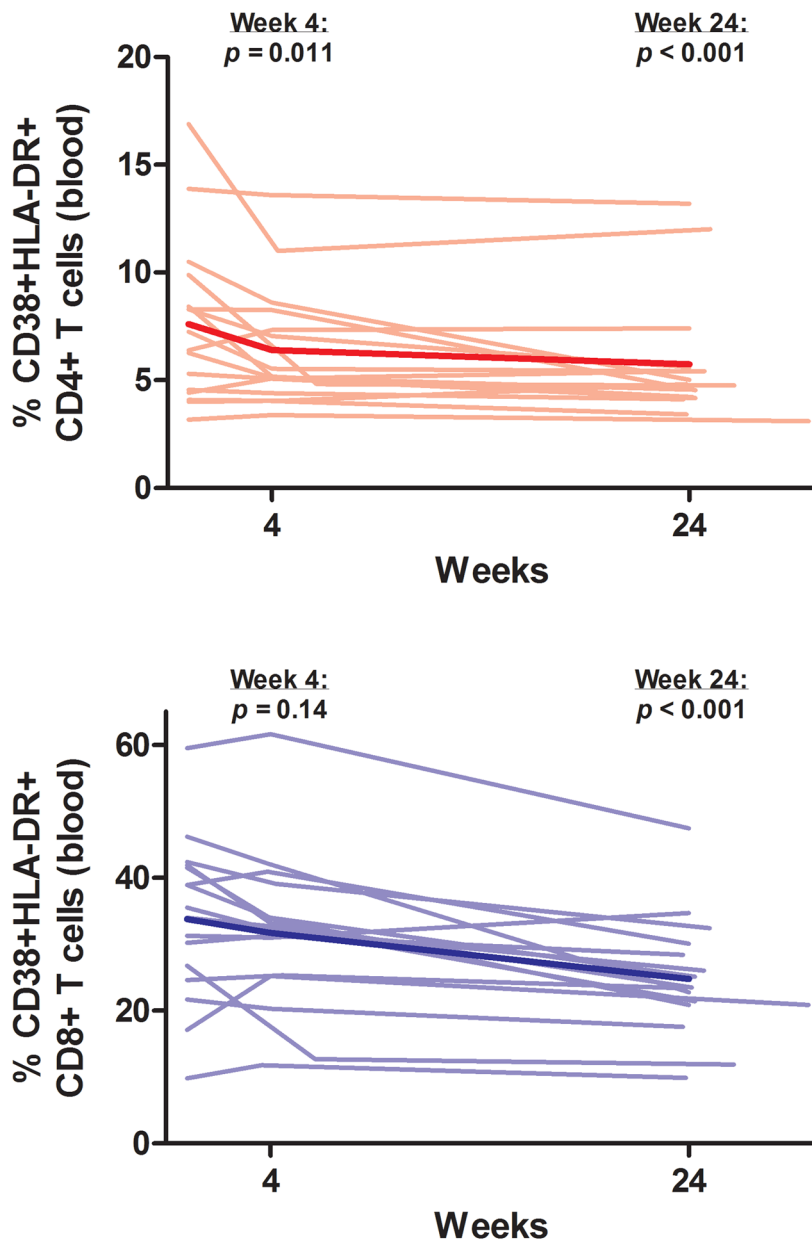 Week 4:
p = 0.011
Week 24:
p < 0.001
% CD38+HLA-DR+
CD4+ T cells (blood)
20
15
10
5
0
4
24
Weeks
Week 4:
p = 0.14
Week 24:
p < 0.001
% CD38+HLA-DR+
CD8+ T cells (blood)
60
40
20
0
4
24
Weeks